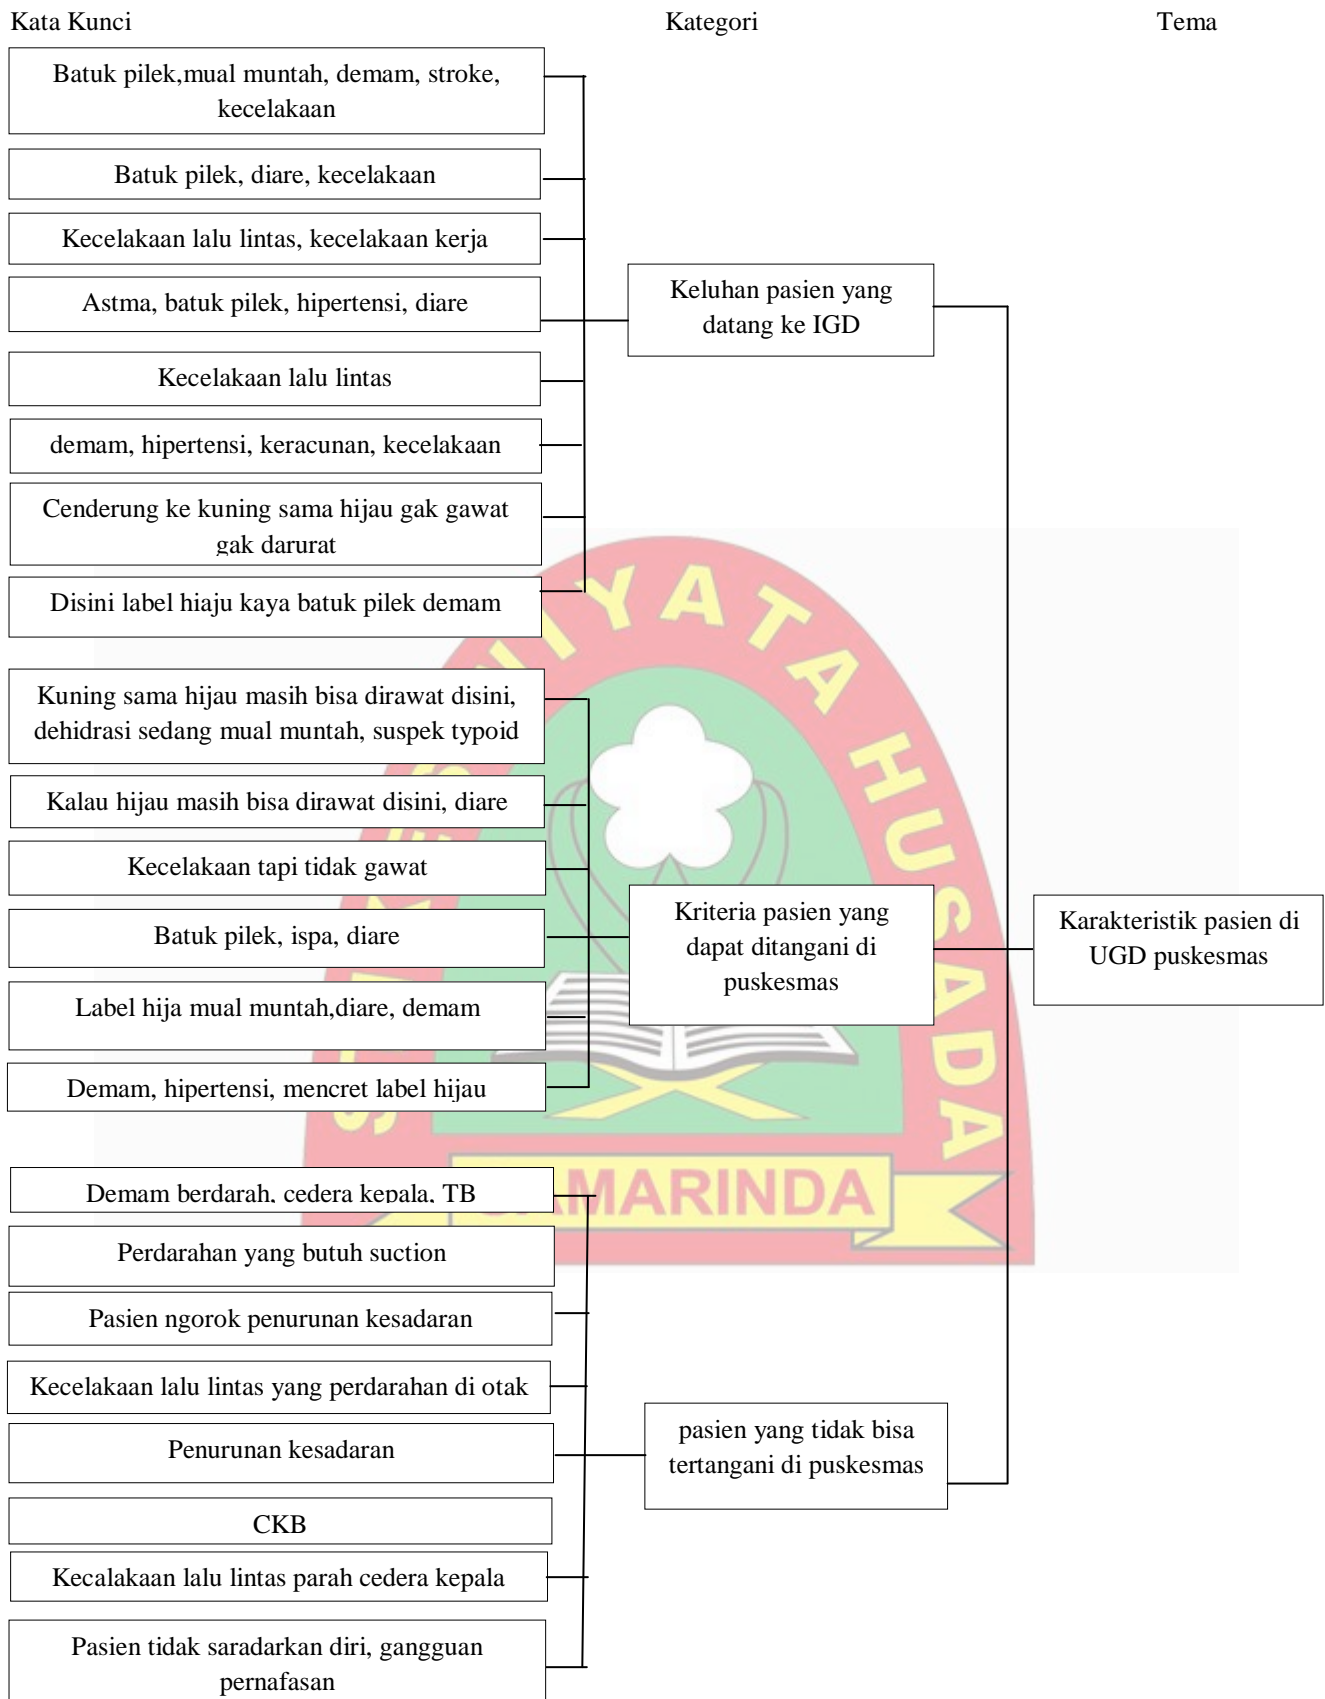 Kata Kunci
Kategori
Tema
Batuk pilek,mual muntah, demam, stroke,
kecelakaan
Batuk pilek, diare, kecelakaan
Kecelakaan lalu lintas, kecelakaan kerja
Astma, batuk pilek, hipertensi, diare
Kecelakaan lalu lintas
demam, hipertensi, keracunan, kecelakaan
Cenderung ke kuning sama hijau gak gawat
gak darurat
Disini label hiaju kaya batuk pilek demam
Keluhan pasien yang
datang ke IGD
Kuning sama hijau masih bisa dirawat disini,
dehidrasi sedang mual muntah, suspek typoid
Kalau hijau masih bisa dirawat disini, diare
Kecelakaan tapi tidak gawat
Batuk pilek, ispa, diare
Label hija mual muntah,diare, demam
Demam, hipertensi, mencret label hijau
Kriteria pasien yang
dapat ditangani di
puskesmas
Karakteristik pasien di
UGD puskesmas
Demam berdarah, cedera kepala, TB
Perdarahan yang butuh suction
Pasien ngorok penurunan kesadaran
Kecelakaan lalu lintas yang perdarahan di otak
Penurunan kesadaran
CKB
Kecalakaan lalu lintas parah cedera kepala
Pasien tidak saradarkan diri, gangguan
pernafasan
pasien yang tidak bisa
tertangani di puskesmas
WIYATA HUSADA
SAMARINDA